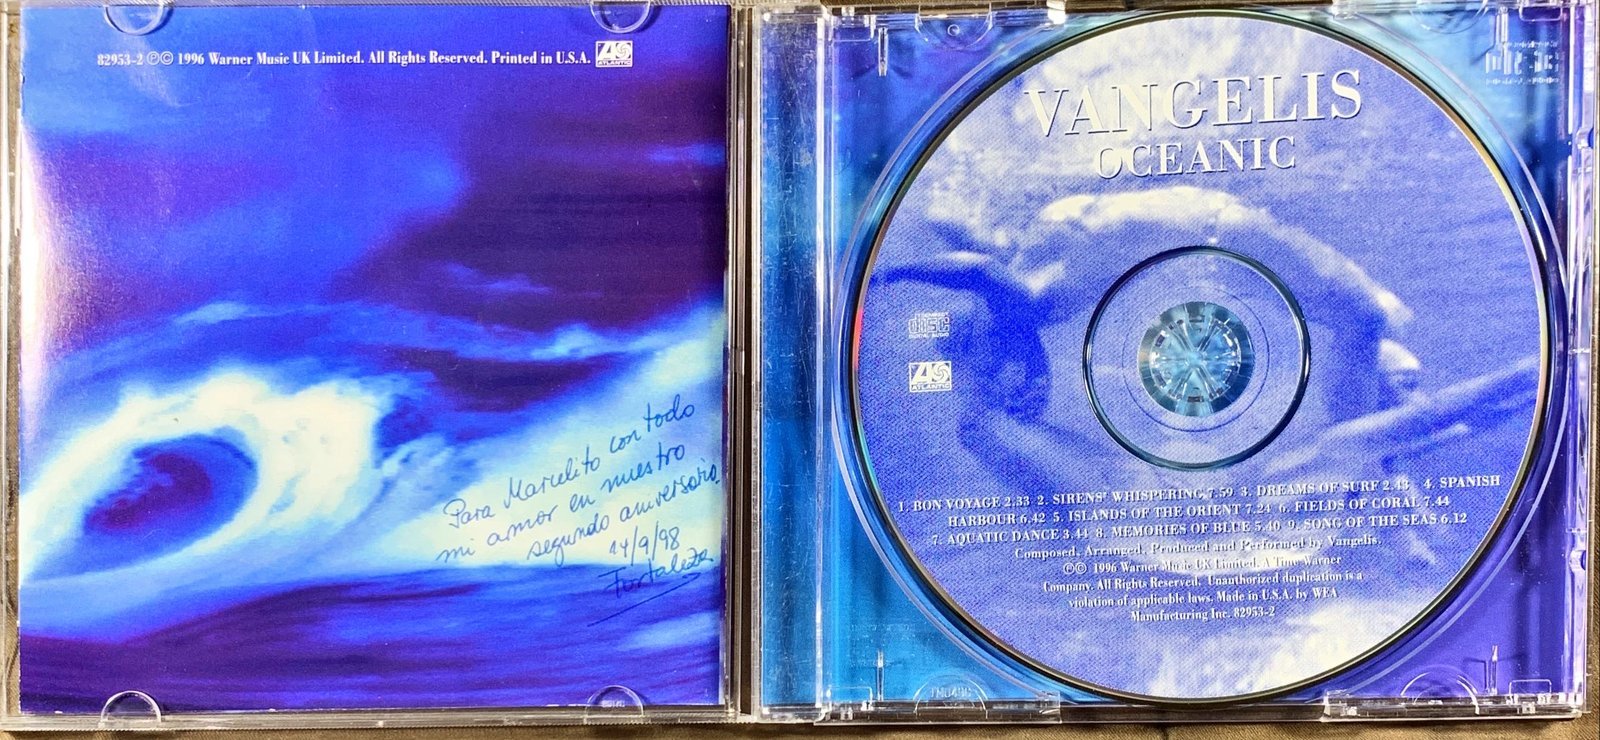 82953-2 ℗© 1996 Warner Music UK Limited. All Rights Reserved. Printed in U.S.A.
ATLANTIC
Para Marcelito con todo
mi amor en nuestro
segundo aniversario.
14/9/98
Fortaleza
VANGELIS
OCEANIC
COMPACT
disc
DIGITAL AUDIO
ATLANTIC
1. BON VOYAGE 2.33 2. SIRENS' WHISPERING 7.59 3. DREAMS OF SURF 2.43 4. SPANISH
HARBOUR 6.42 5. ISLANDS OF THE ORIENT 7.24 6. FIELDS OF CORAL 7.44
7. AQUATIC DANCE 3.44 8. MEMORIES OF BLUE 5.40 9. SONG OF THE SEAS 6.12
Composed, Arranged, Produced and Performed by Vangelis.
℗© 1996 Warner Music UK Limited. A Time Warner
Company. All Rights Reserved. Unauthorized duplication is a
violation of applicable laws. Made in U.S.A. by WEA
Manufacturing Inc. 82953-2